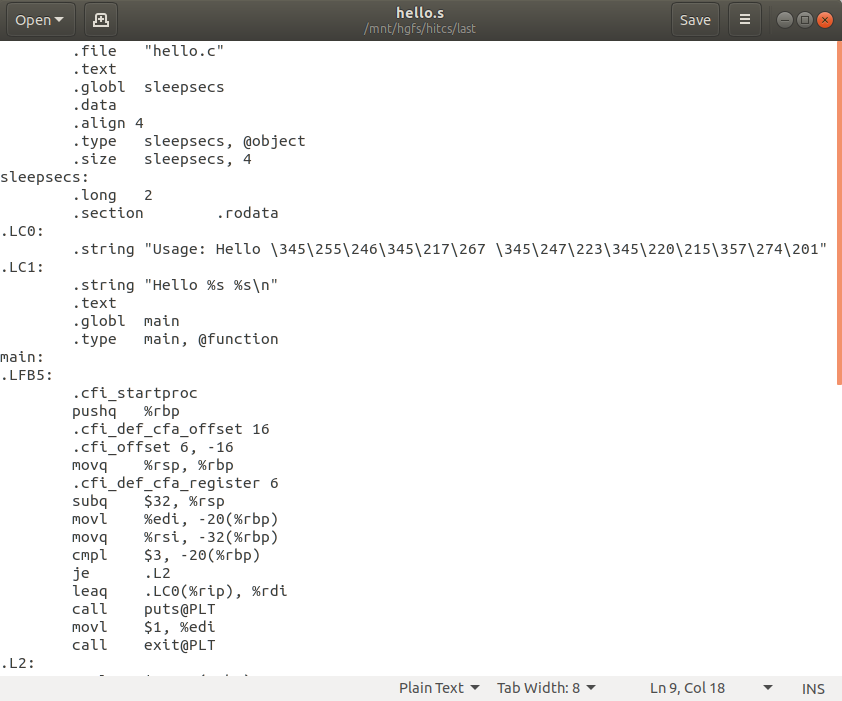 Open
hello.s
/mnt/hgfs/hitcs/last
Save
.file "hello.c"
.text
.globl sleepsecs
.data
.align 4
.type sleepsecs, @object
.size sleepsecs, 4
sleepsecs:
.long 2
.section .rodata
.LC0:
.string "Usage: Hello \345\255\246\345\217\267 \345\247\223\345\220\215\357\274\201"
.LC1:
.string "Hello %s %s\n"
.text
.globl main
.type main, @function
main:
.LFB5:
.cfi_startproc
pushq %rbp
.cfi_def_cfa_offset 16
.cfi_offset 6, -16
movq %rsp, %rbp
.cfi_def_cfa_register 6
subq $32, %rsp
movl %edi, -20(%rbp)
movq %rsi, -32(%rbp)
cmpl $3, -20(%rbp)
je .L2
leaq .LC0(%rip), %rdi
call puts@PLT
movl $1, %edi
call exit@PLT
.L2:
Plain Text Tab Width: 8 Ln 9, Col 18 INS